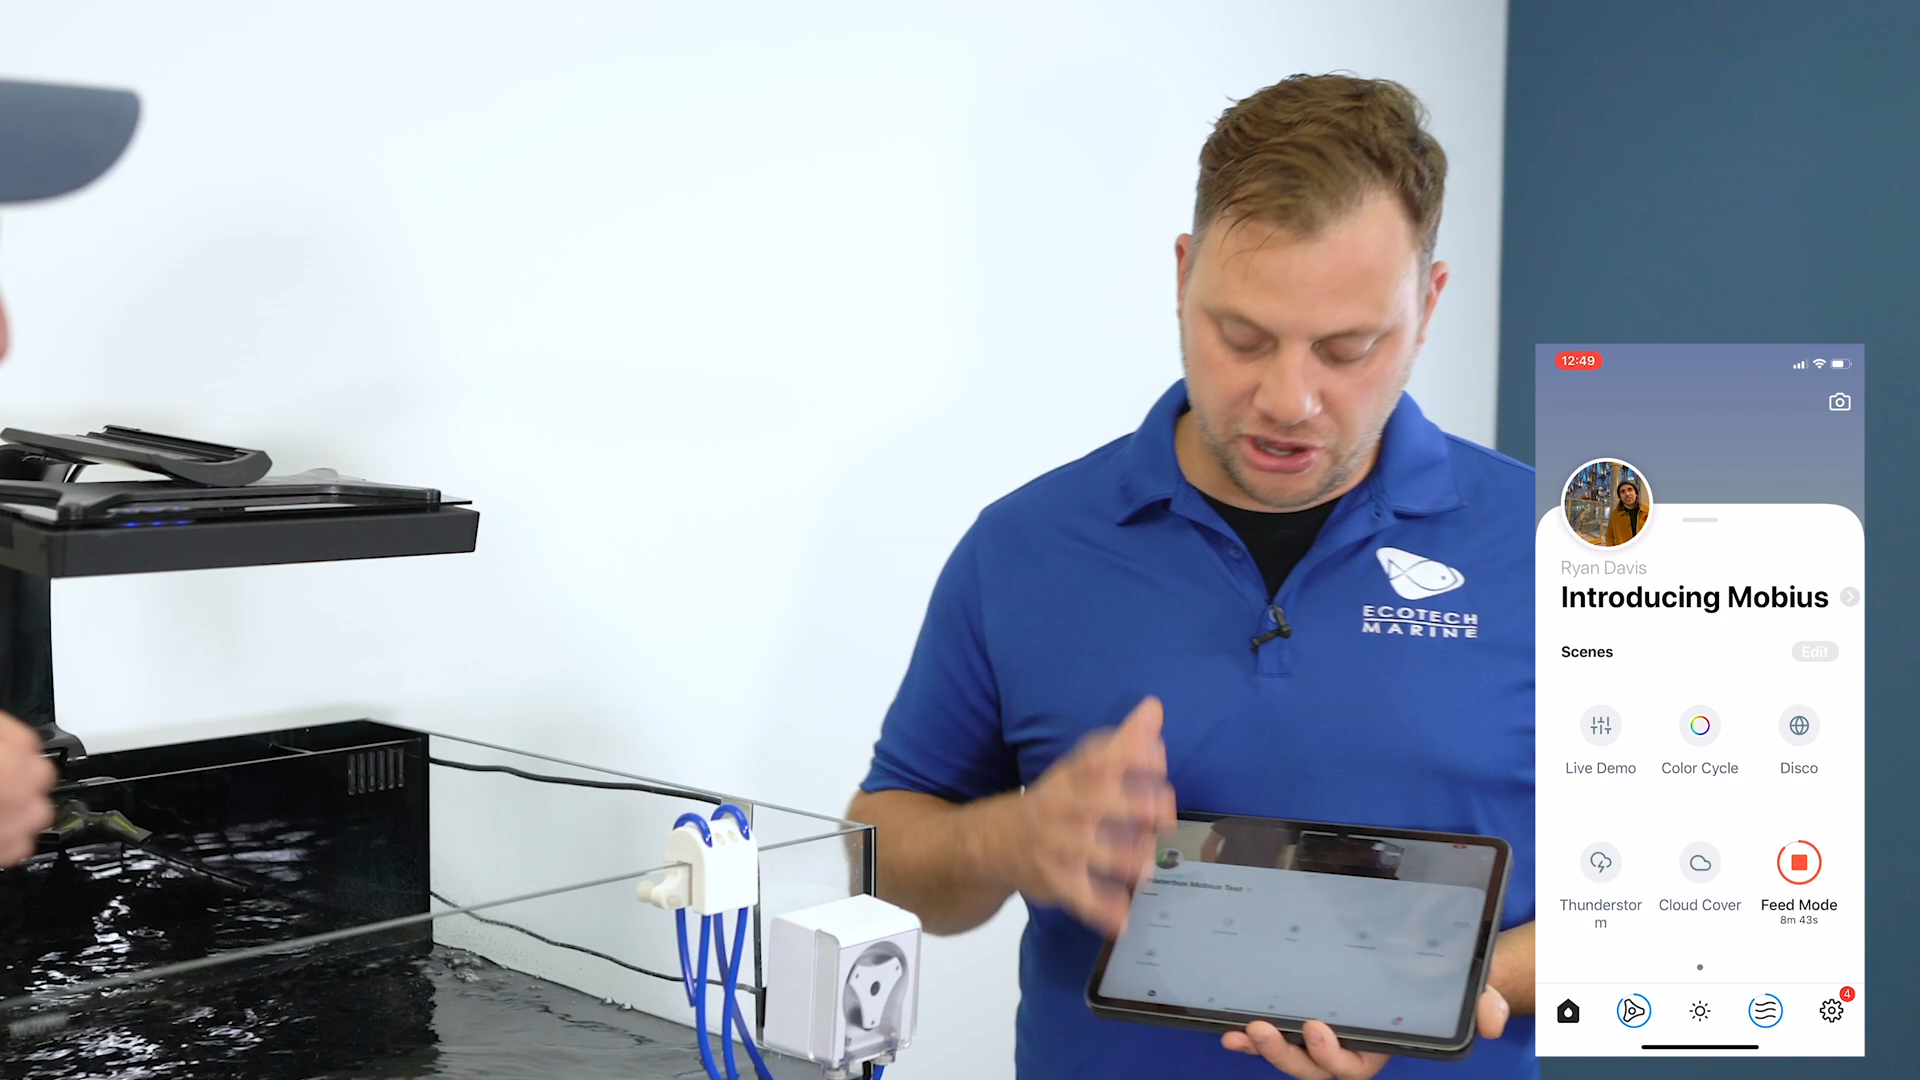 ECOTECH
MARINE
12:49
Ryan Davis
Introducing Mobius
Scenes
Edit
Live Demo
Color Cycle
Disco
Thunderstor
m
Cloud Cover
Feed Mode
8m 43s
4